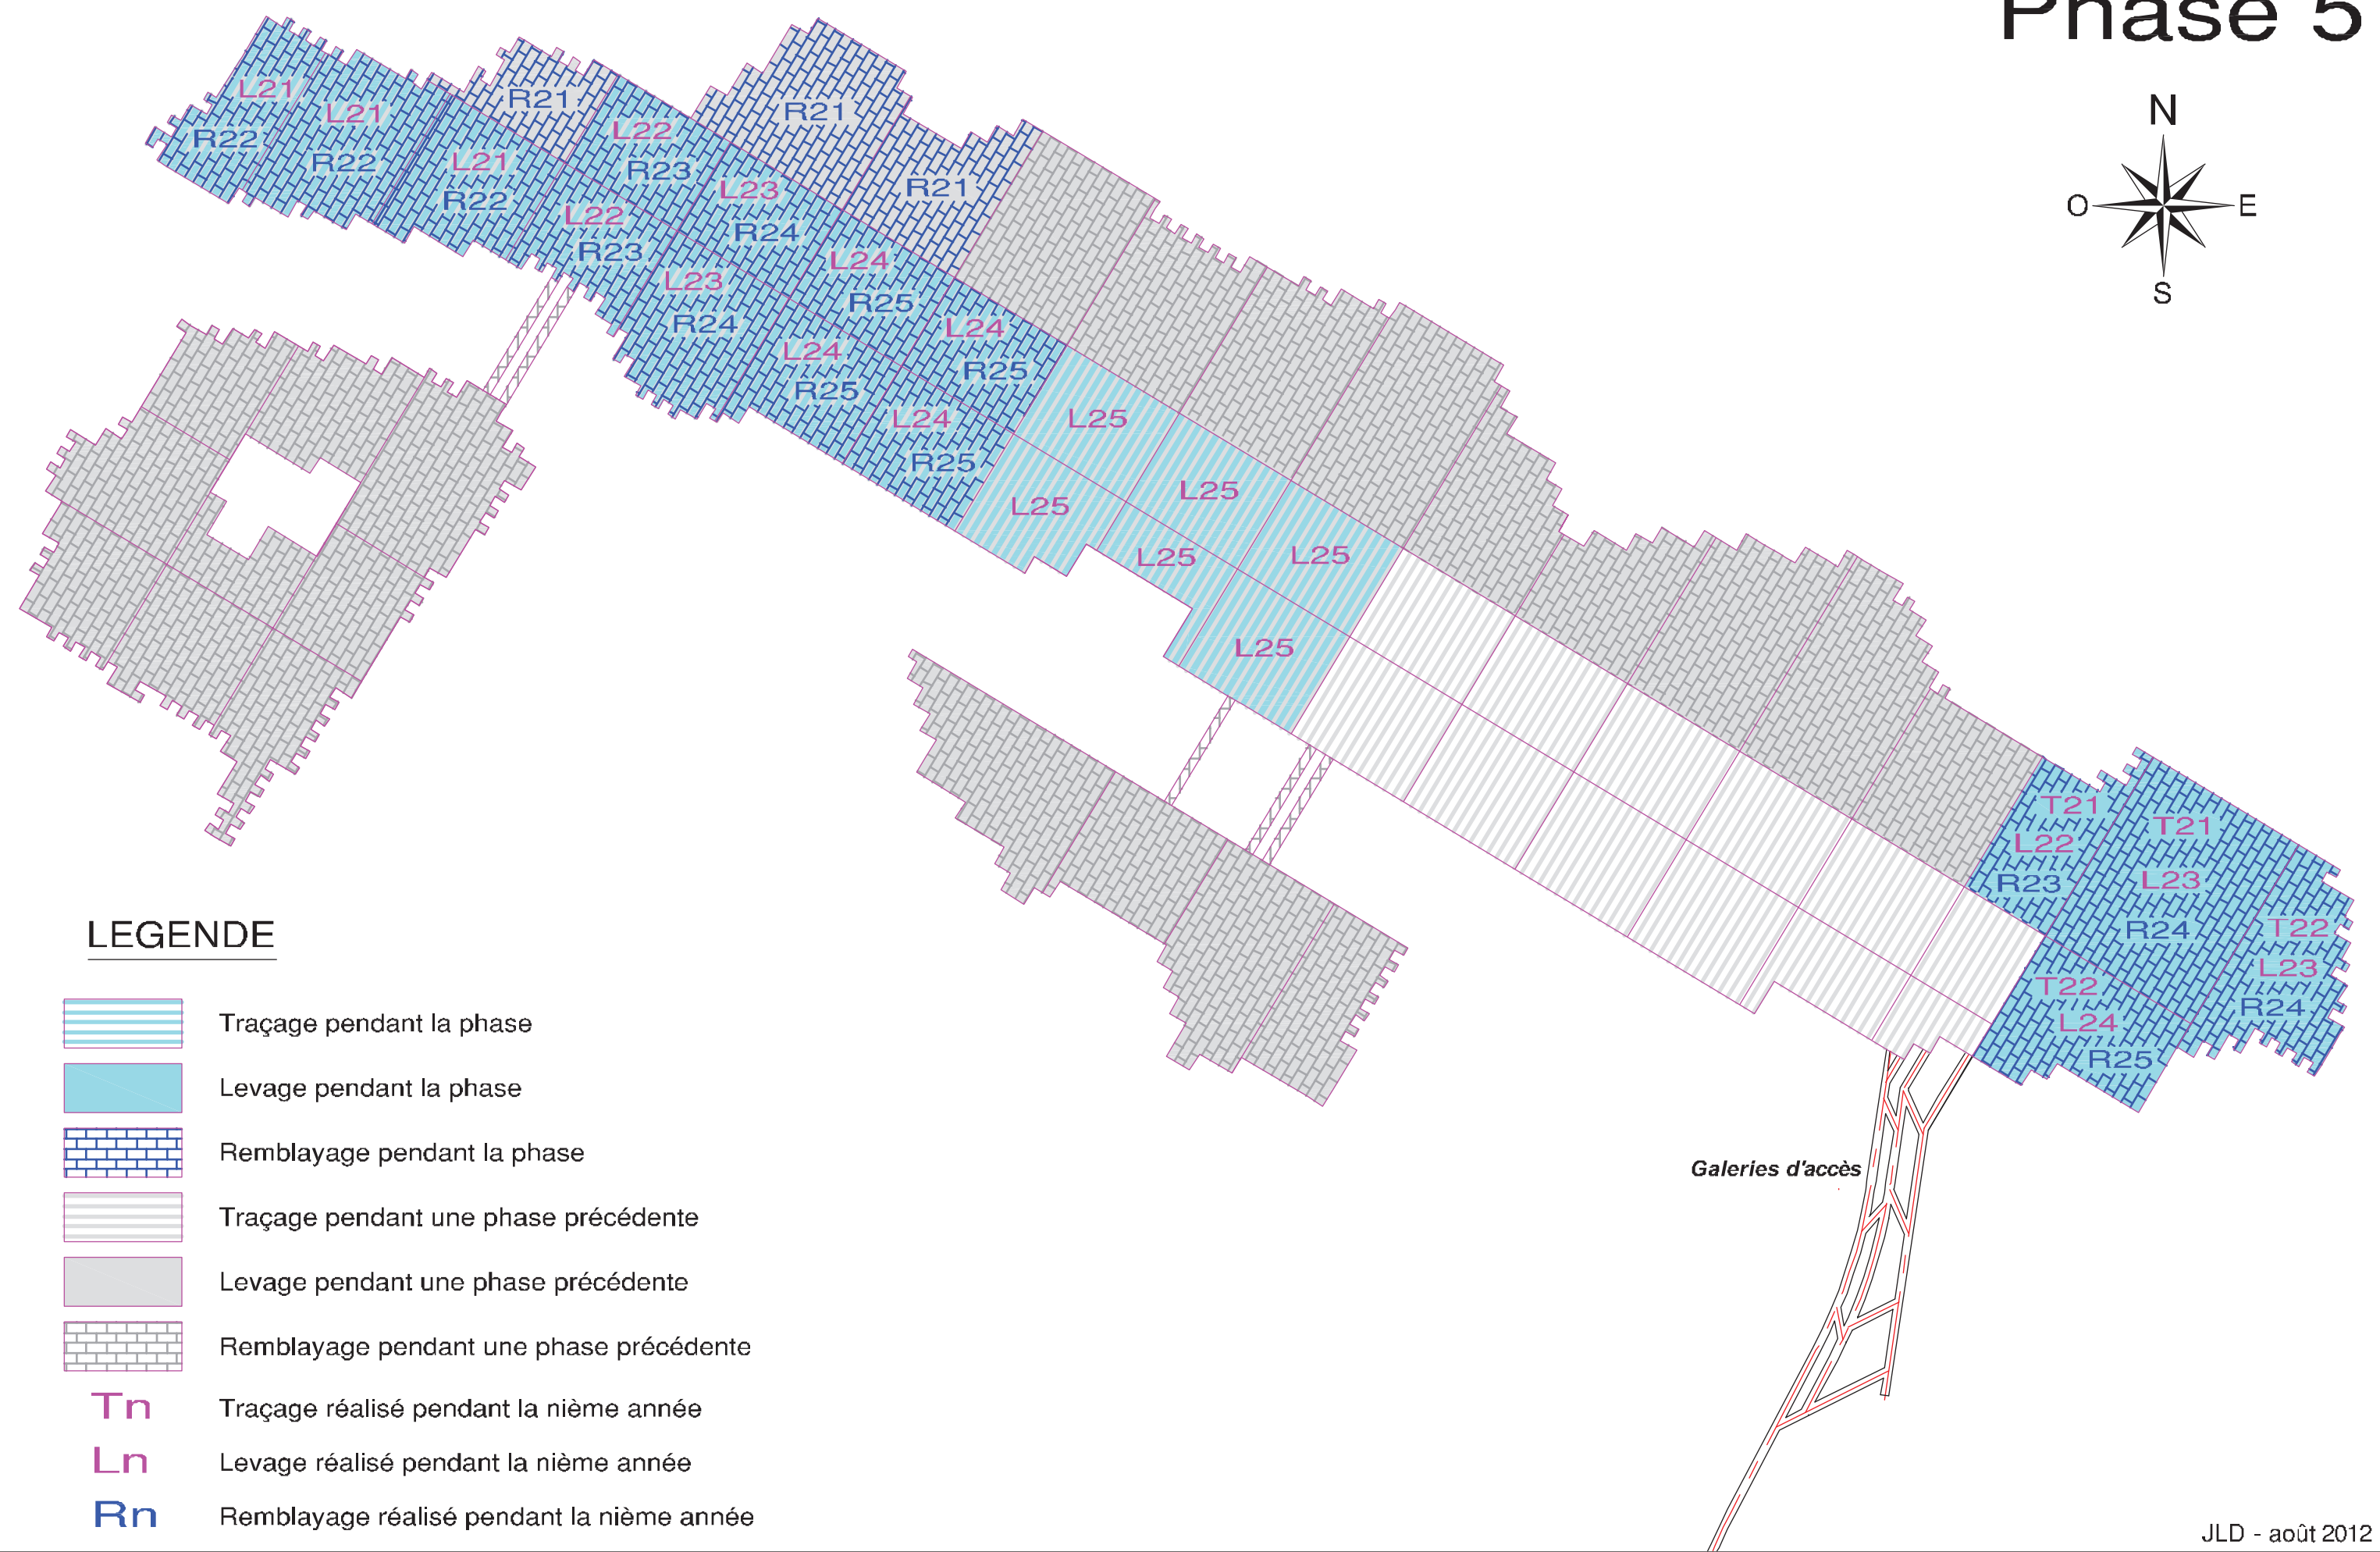 Phase 5
N
O
E
S
L21
R22
L21
R22
L21
R22
R21
L22
R23
L22
R23
R21
R21
L23
R24
L23
R24
L24
R25
L24
R25
L24
R25
L24
R25
L25
L25
L25
L25
L25
L25
T21
L22
R23
T21
L23
R24
T22
L23
R24
T22
L24
R25
Galeries d'accès
LEGENDE
Traçage pendant la phase
Levage pendant la phase
Remblayage pendant la phase
Traçage pendant une phase précédente
Levage pendant une phase précédente
Remblayage pendant une phase précédente
Tn Traçage réalisé pendant la nième année
Ln Levage réalisé pendant la nième année
Rn Remblayage réalisé pendant la nième année
JLD - août 2012